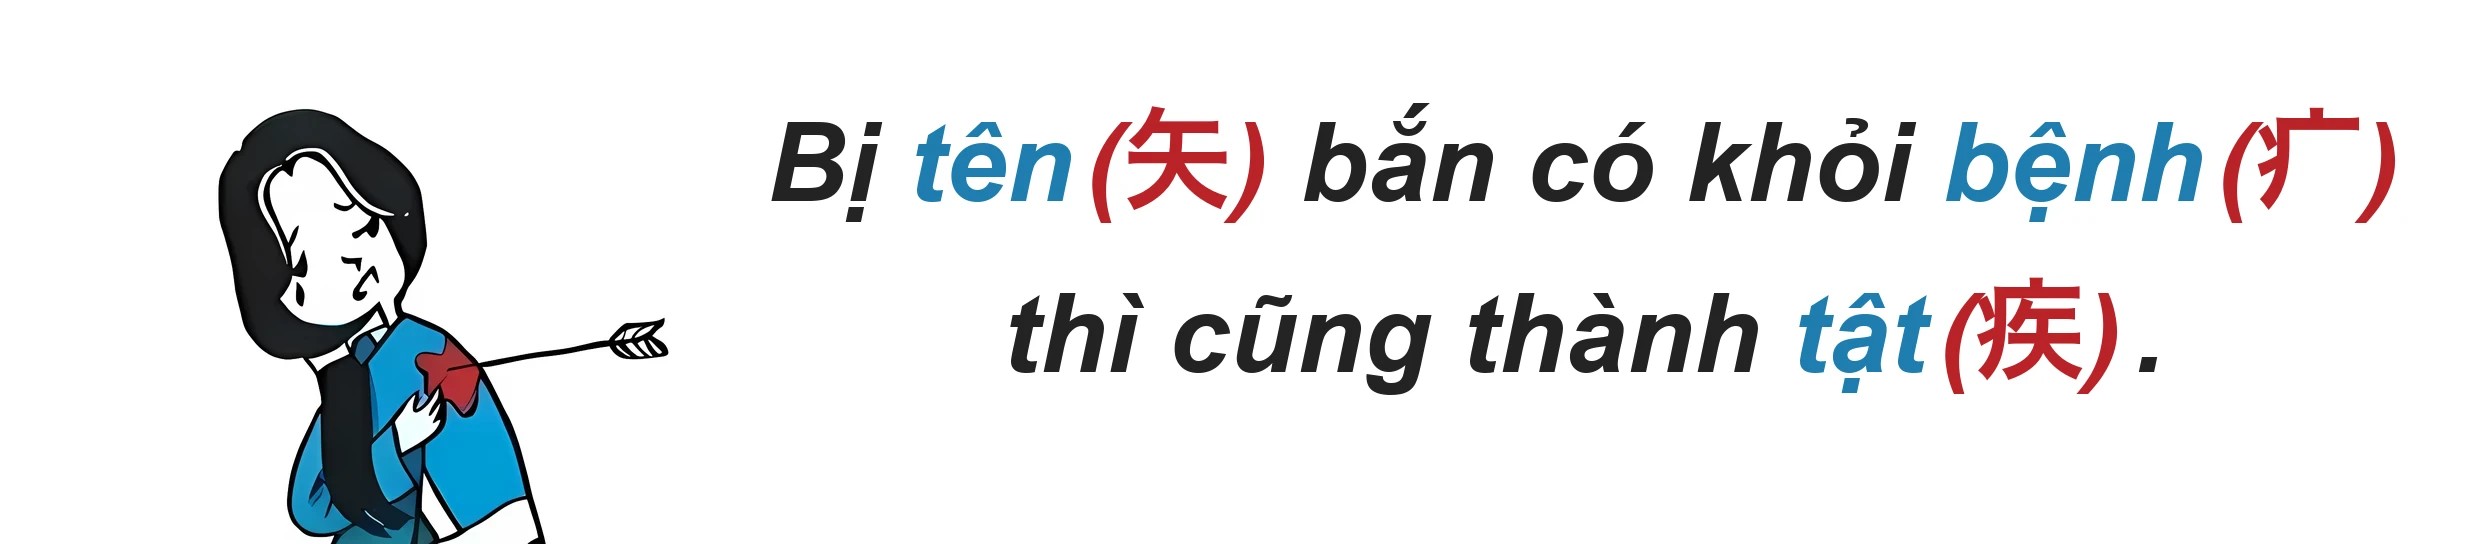 Bị tên(矢) bắn có khỏi bệnh(疒)
thì cũng thành tật(疾).